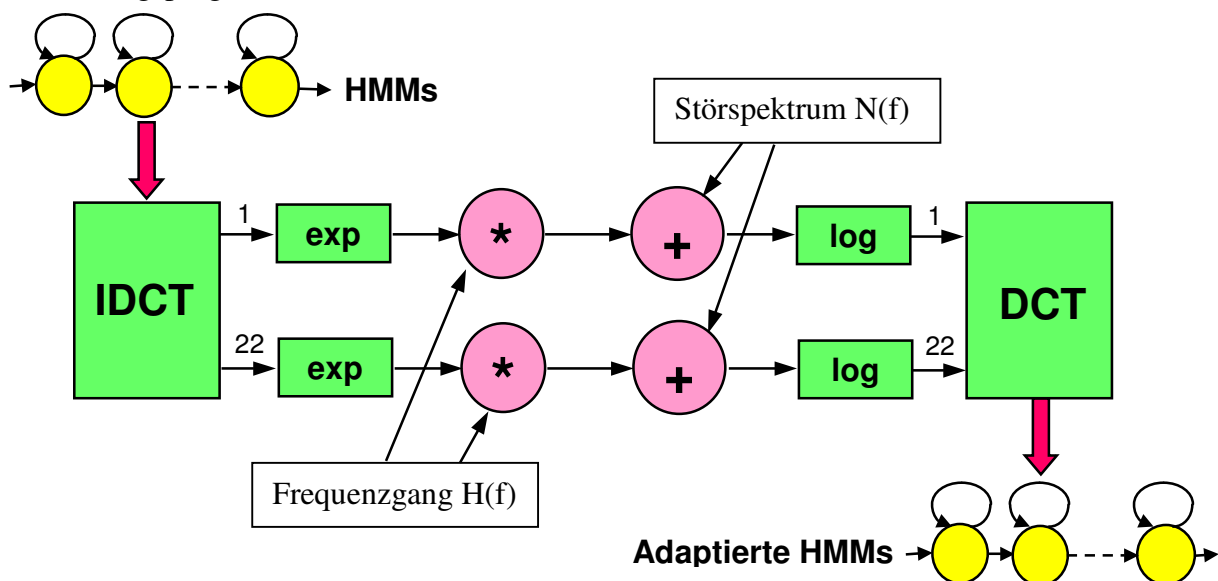 HMMs
Störspektrum N(f)
1
exp
*
+
log
1
IDCT
DCT
22
exp
*
+
log
22
Frequenzgang H(f)
Adaptierte HMMs